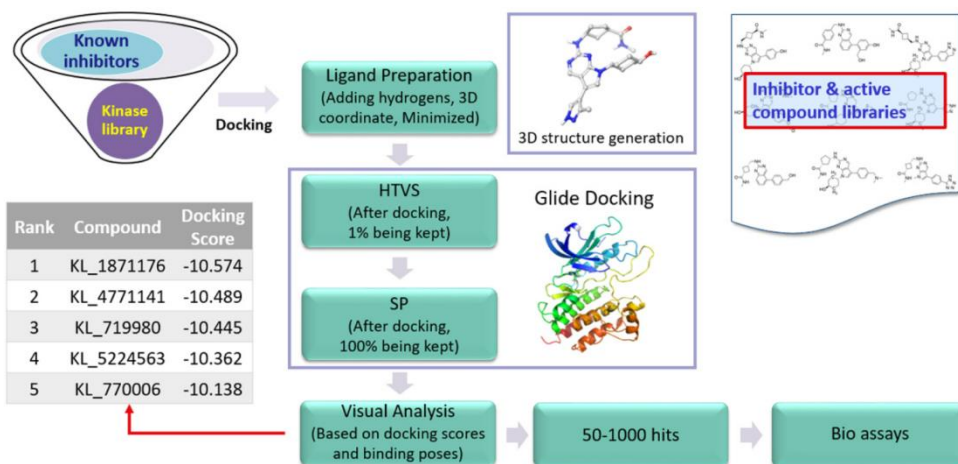 Known
inhibitors
Kinase
library
Docking
Ligand Preparation
(Adding hydrogens, 3D
coordinate, Minimized)
3D structure generation
Inhibitor & active
compound libraries
HTVS
(After docking,
1% being kept)
Glide Docking
SP
(After docking,
100% being kept)
Rank Compound Docking Score
1 KL_1871176 -10.574
2 KL_4771141 -10.489
3 KL_719980 -10.445
4 KL_5224563 -10.362
5 KL_770006 -10.138
Visual Analysis
(Based on docking scores
and binding poses)
50-1000 hits
Bio assays